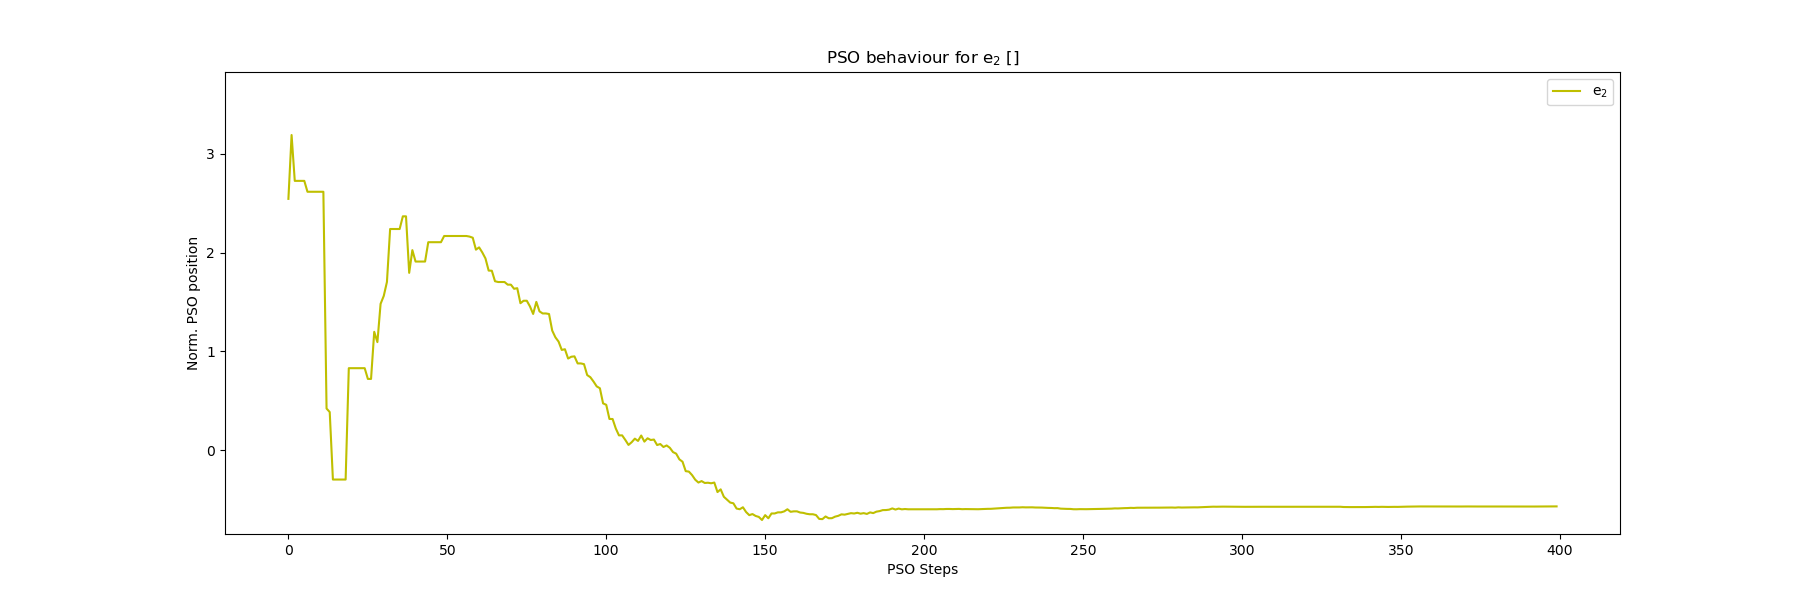 PSO behaviour for e₂ []
e₂
Norm. PSO position
3
2
1
0
0 50 100 150 200 250 300 350 400
PSO Steps